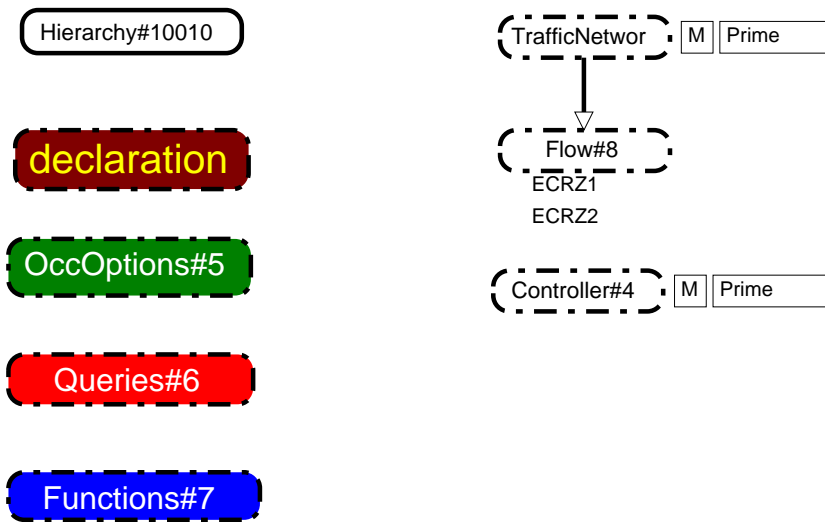 Hierarchy#10010
TrafficNetwor M Prime
declaration
Flow#8
ECRZ1
ECRZ2
OccOptions#5
Controller#4 M Prime
Queries#6
Functions#7